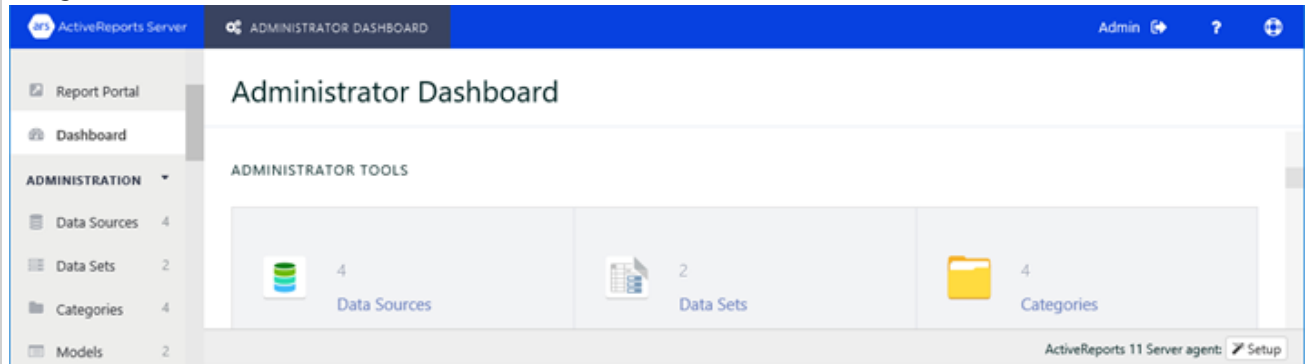 ars ActiveReports Server
ADMINISTRATOR DASHBOARD
Admin
?
Report Portal
Dashboard
ADMINISTRATION
Data Sources 4
Data Sets 2
Categories 4
Models 2
Administrator Dashboard
ADMINISTRATOR TOOLS
4
Data Sources
2
Data Sets
4
Categories
ActiveReports 11 Server agent: Setup